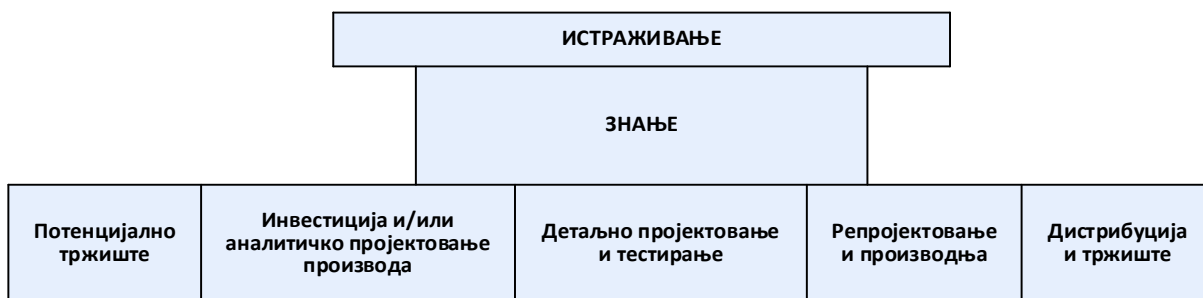 ИСТРАЖИВАЊЕ
ЗНАЊЕ
Потенцијално
тржиште
Инвестиција и/или
аналитичко пројектовање
производа
Детаљно пројектовање
и тестирање
Репројектовање
и производња
Дистрибуција
и тржиште